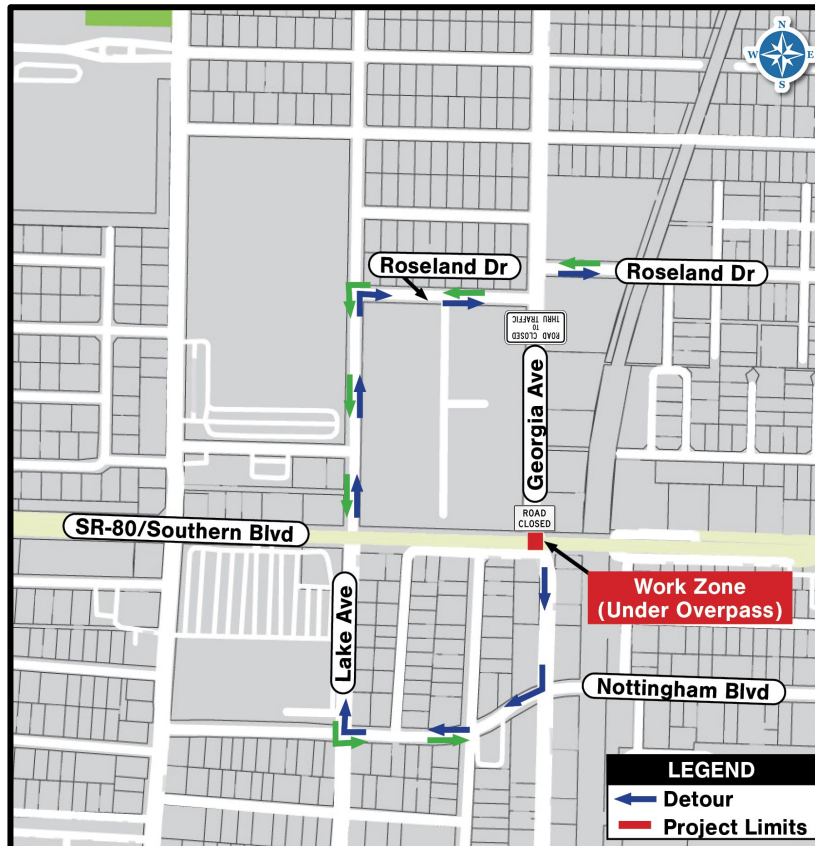 N
W E
S
Roseland Dr
Roseland Dr
ROAD CLOSED
TO
THRU TRAFFIC
Georgia Ave
ROAD
CLOSED
SR-80/Southern Blvd
Work Zone
(Under Overpass)
Lake Ave
Nottingham Blvd
LEGEND
Detour
Project Limits